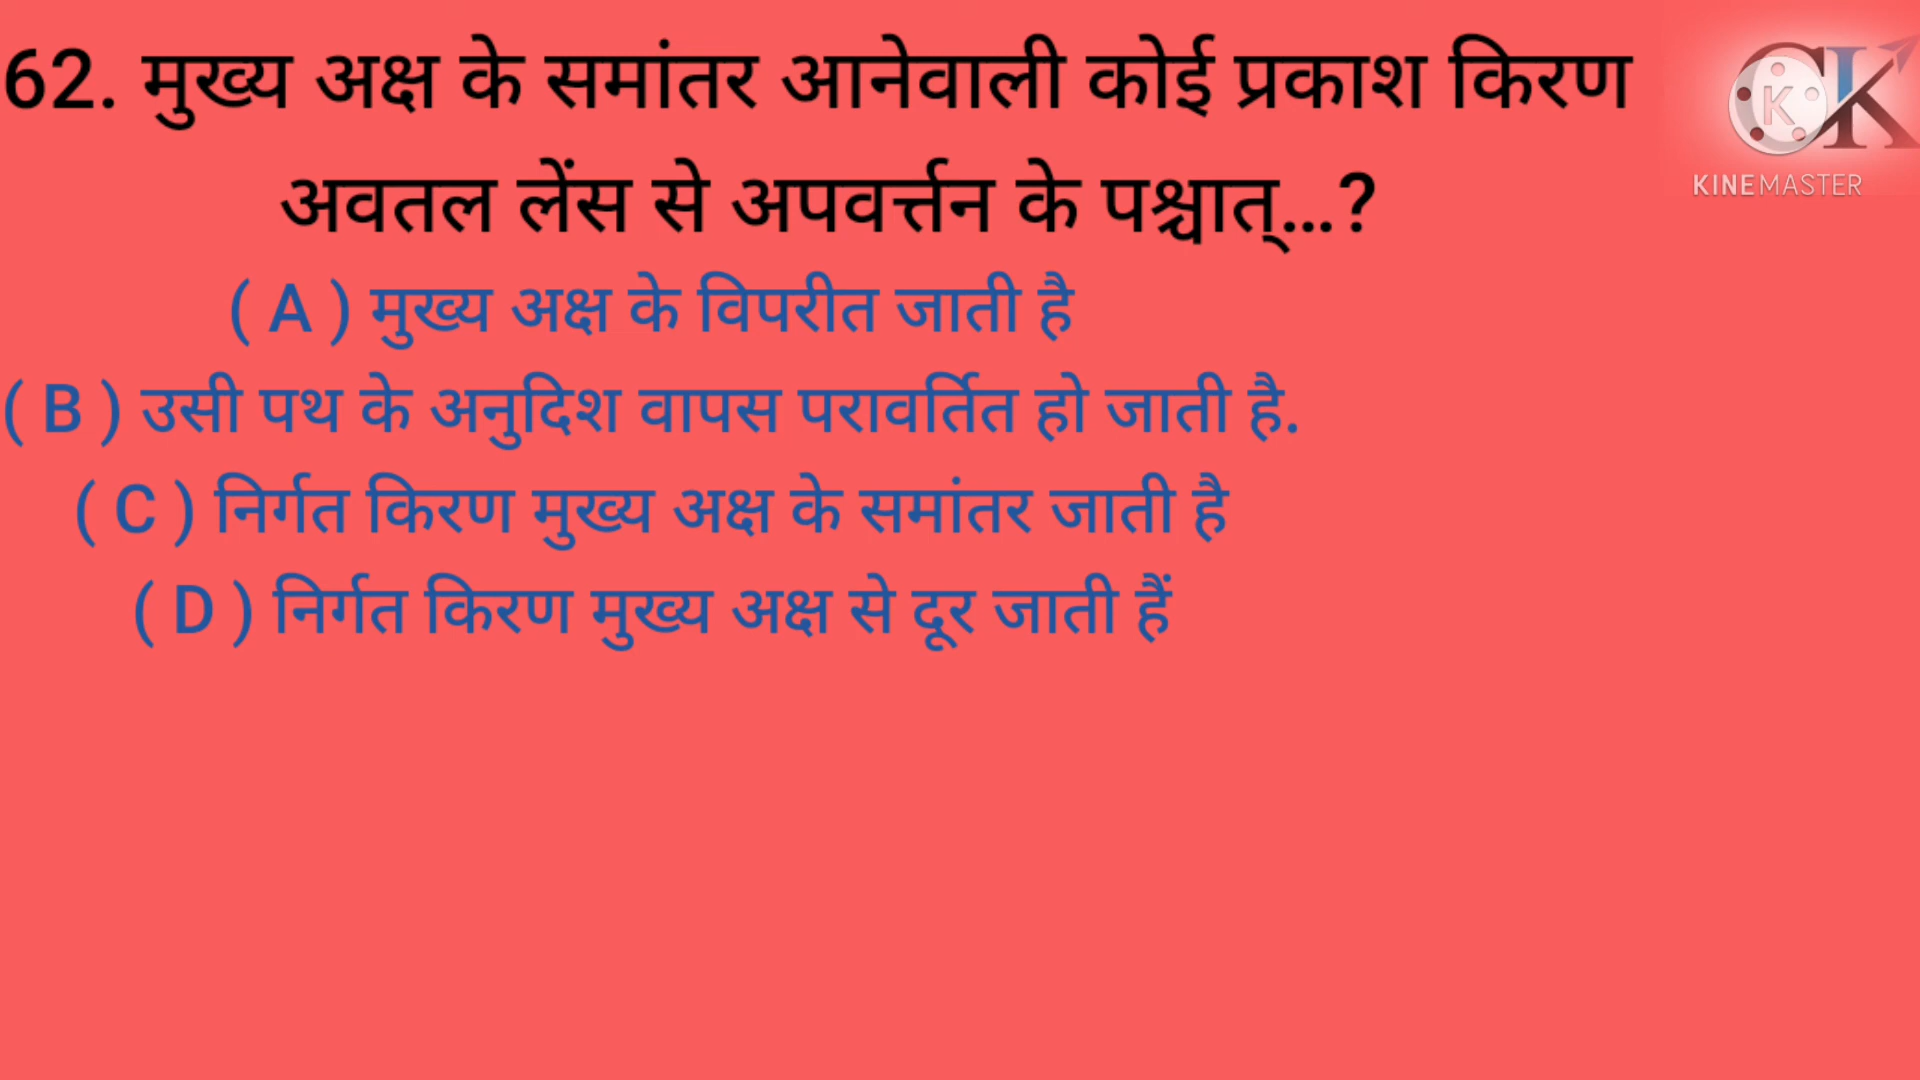 62. मुख्य अक्ष के समांतर आनेवाली कोई प्रकाश किरण
अवतल लेंस से अपवर्त्तन के पश्चात्...?
( A ) मुख्य अक्ष के विपरीत जाती है
( B ) उसी पथ के अनुदिश वापस परावर्तित हो जाती है.
( C ) निर्गत किरण मुख्य अक्ष के समांतर जाती है
( D ) निर्गत किरण मुख्य अक्ष से दूर जाती हैं
K
CK
KINEMASTER